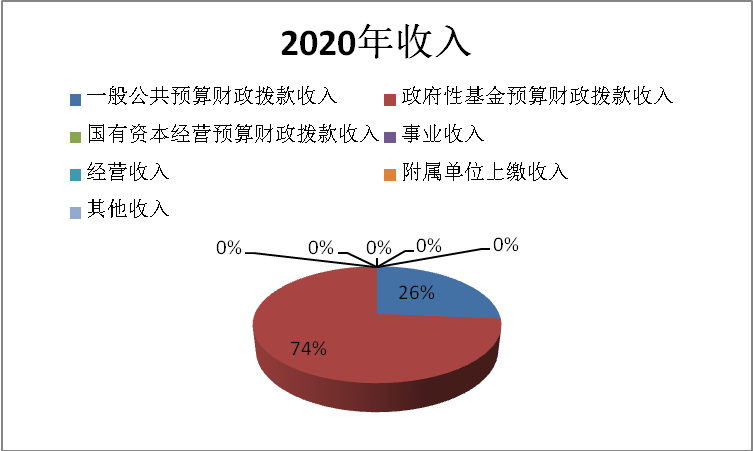 2020年收入
一般公共预算财政拨款收入 政府性基金预算财政拨款收入
国有资本经营预算财政拨款收入 事业收入
经营收入 附属单位上缴收入
其他收入
0% 0% 0% 0% 0%
26%
74%